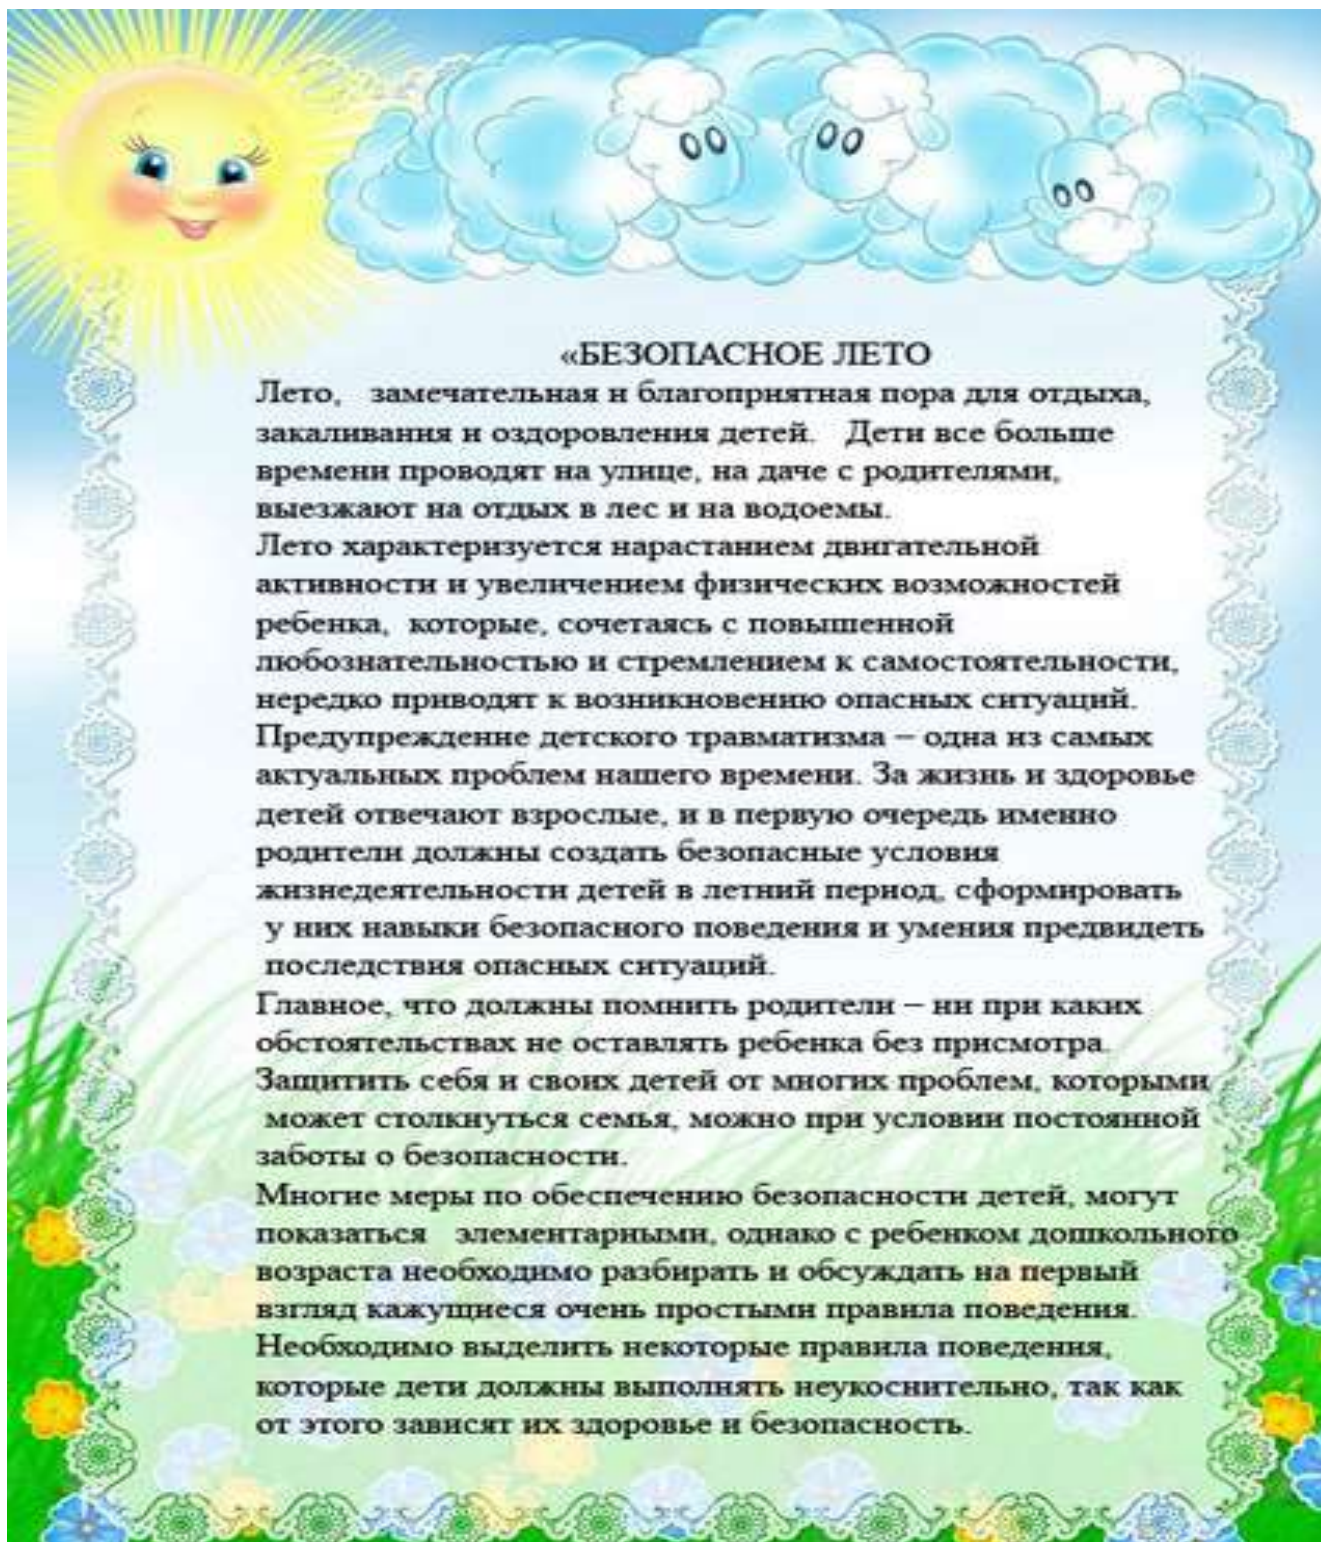 «БЕЗОПАСНОЕ ЛЕТО
Лето,   замечательная и благоприятная пора для отдыха,
закаливания и оздоровления детей.   Дети все больше
времени проводят на улице, на даче с родителями,
выезжают на отдых в лес и на водоемы.
Лето характеризуется нарастанием двигательной
активности и увеличением физических возможностей
ребенка,  которые, сочетаясь с повышенной
любознательностью и стремлением к самостоятельности,
нередко приводят к возникновению опасных ситуаций.
Предупреждение детского травматизма – одна из самых
актуальных проблем нашего времени. За жизнь и здоровье
детей отвечают взрослые, и в первую очередь именно
родители должны создать безопасные условия
жизнедеятельности детей в летний период, сформировать
у них навыки безопасного поведения и умения предвидеть
последствия опасных ситуаций.
Главное, что должны помнить родители – ни при каких
обстоятельствах не оставлять ребенка без присмотра.
Защитить себя и своих детей от многих проблем, которыми
может столкнуться семья, можно при условии постоянной
заботы о безопасности.
Многие меры по обеспечению безопасности детей, могут
показаться   элементарными, однако с ребенком дошкольного
возраста необходимо разбирать и обсуждать на первый
взгляд кажущиеся очень простыми правила поведения.
Необходимо выделить некоторые правила поведения,
которые дети должны выполнять неукоснительно, так как
от этого зависят их здоровье и безопасность.